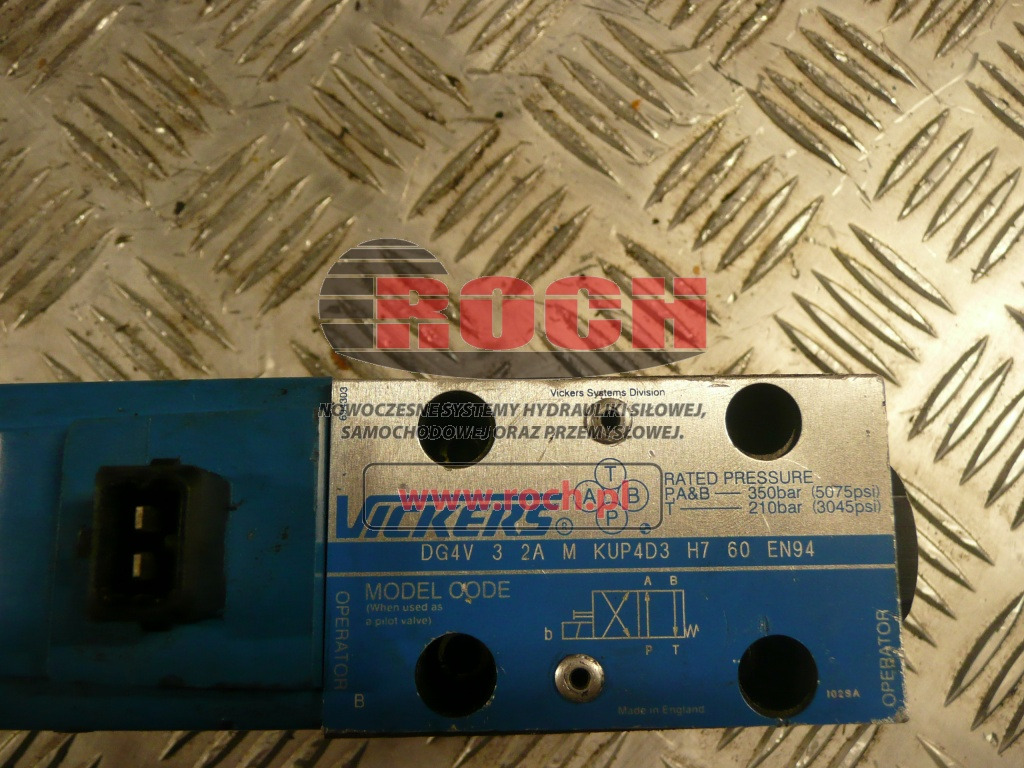 ROCH
Vickers Systems Division
NOWOCZESNE SYSTEMY HYDRAULIKI SIŁOWEJ,
SAMOCHODOWEJ ORAZ PRZEMYSŁOWEJ.
www.roch.pl
T
A B
P
RATED PRESSURE
P,A&B — 350bar (5075psi)
T — 210bar (3045psi)
VICKERS®
DG4V 3 2A M KUP4D3 H7 60 EN94
MODEL CODE
(When used as
a pilot valve)
A B
b
P T
OPERATOR
B
OPERATOR
1029A
Made in England